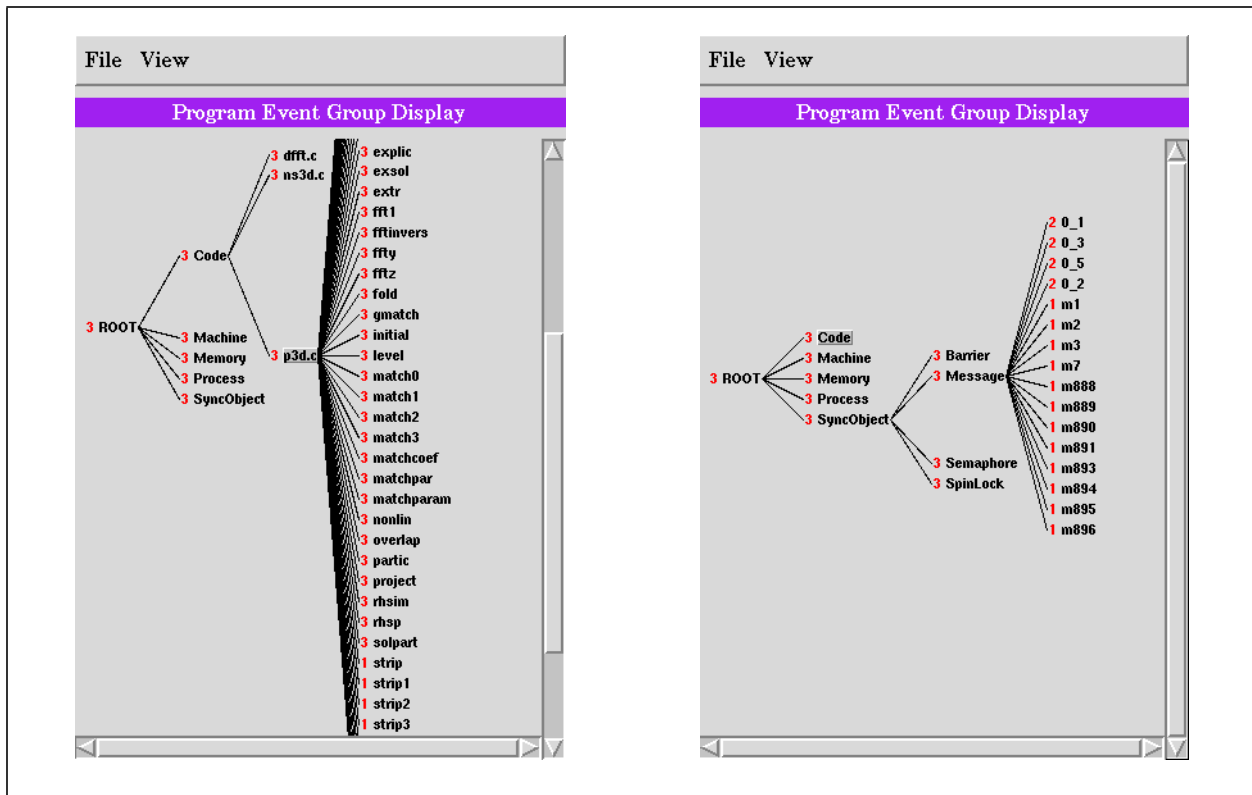 File View
Program Event Group Display
3 explic
3 dfft.c
3 exsol
3 ns3d.c
3 extr
3 fft1
3 fftinvers
3 ffty
3 Code
3 fftz
3 fold
3 gmatch
3 ROOT
3 initial
3 Machine
3 level
3 Memory
3 p3d.c
3 match0
3 Process
3 match1
3 SyncObject
3 match2
3 match3
3 matchcoef
3 matchpar
3 matchparam
3 nonlin
3 overlap
3 partic
3 project
3 rhsim
3 rhsp
3 solpart
1 strip
1 strip1
1 strip2
1 strip3
File View
Program Event Group Display
2 0_1
2 0_3
2 0_5
2 0_2
1 m1
1 m2
3 Code
1 m3
3 Machine
3 Barrier
1 m7
3 ROOT
3 Memory
3 Message
1 m888
3 Process
1 m889
3 SyncObject
1 m890
1 m891
3 Semaphore
1 m893
3 SpinLock
1 m894
1 m895
1 m896